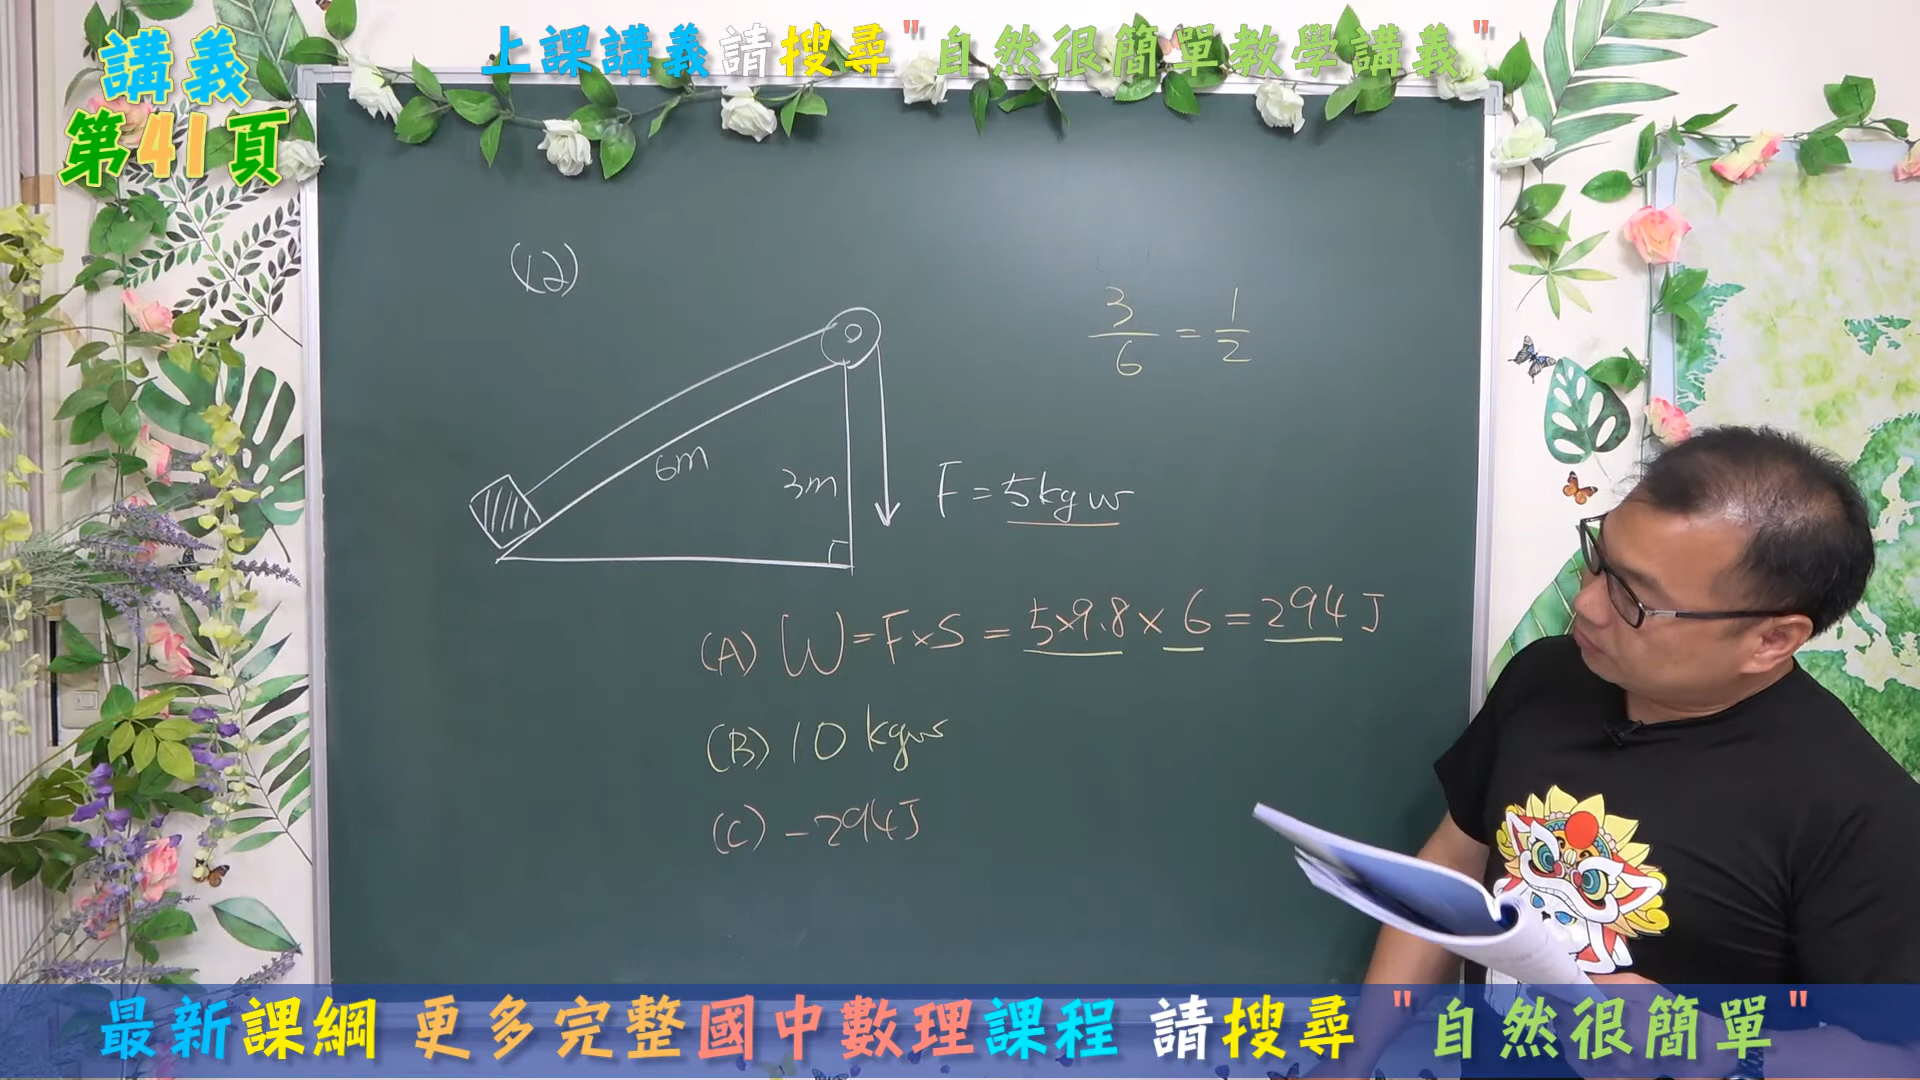 上課講義請搜尋"自然很簡單教學講義"
講義
第41頁
(12)
3/6 = 1/2
6m
3m
F = 5kgw
(A) W = F×S = 5×9.8 × 6 = 294 J
(B) 10 kgw
(C) -294J
最新課綱 更多完整國中數理課程 請搜尋 "自然很簡單"